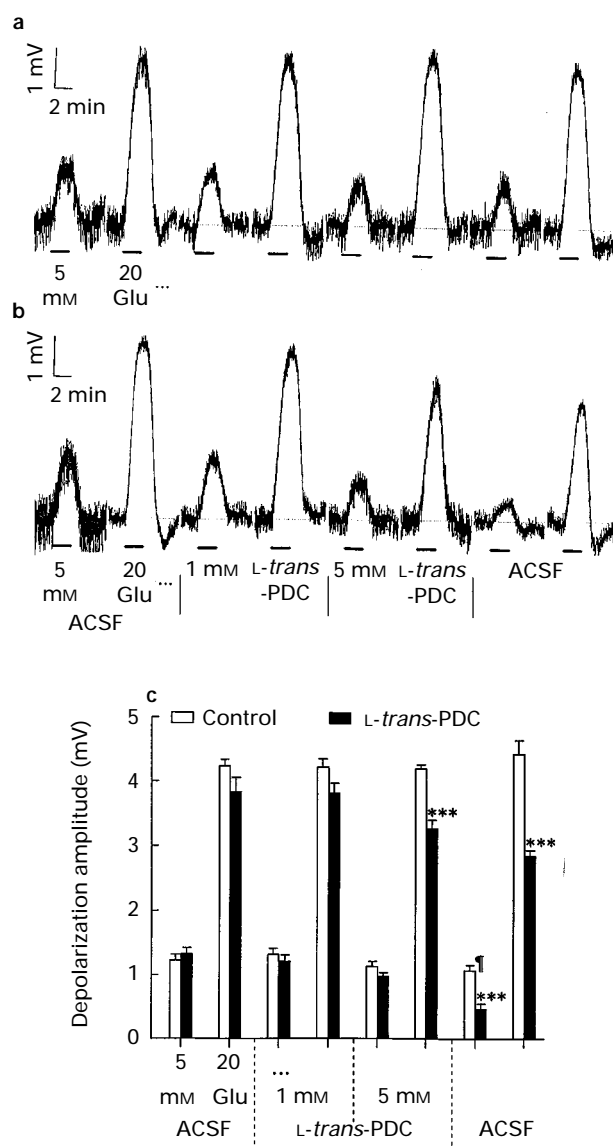 a
1 mV
2 min
5 20 ...
mM Glu
b
1 mV
2 min
5 20 ... 1 mM L-trans 5 mM L-trans ACSF
mM Glu -PDC -PDC
ACSF
c
Control L-trans-PDC
Depolarization amplitude (mV)
5
4
3
2
1
0
***
***
¶
***
5 20 ...
mM Glu 1 mM 5 mM
ACSF L-trans-PDC ACSF